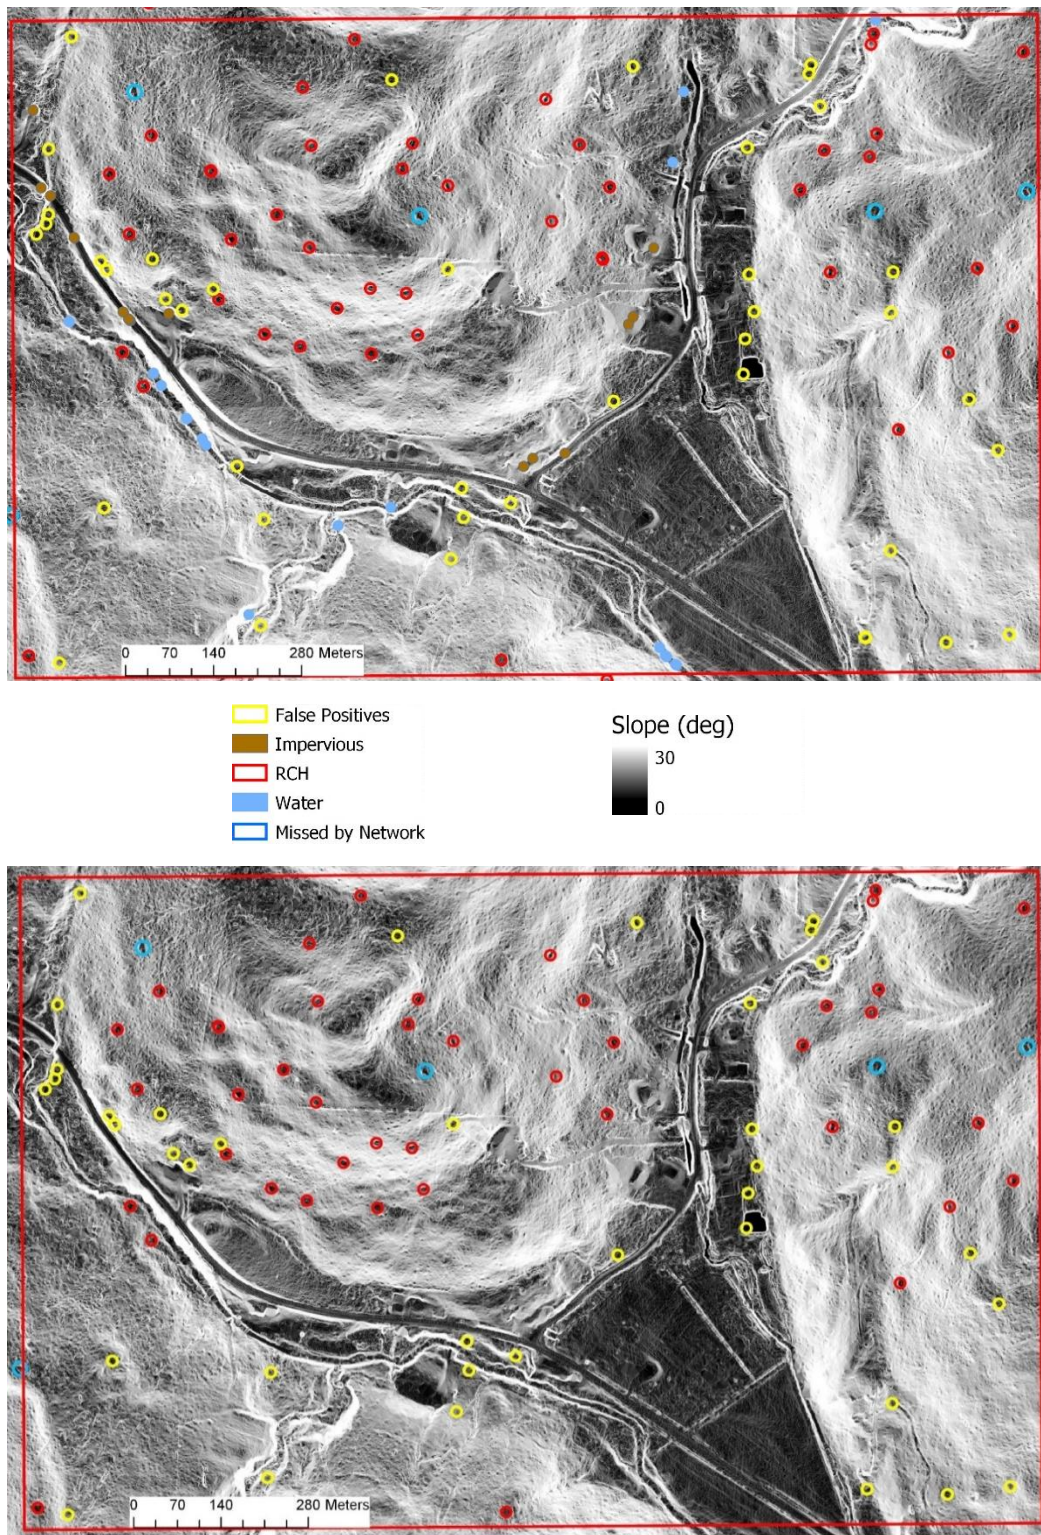 0 70 140 280 Meters
False Positives
Impervious
RCH
Water
Missed by Network
Slope (deg)
30
0
0 70 140 280 Meters